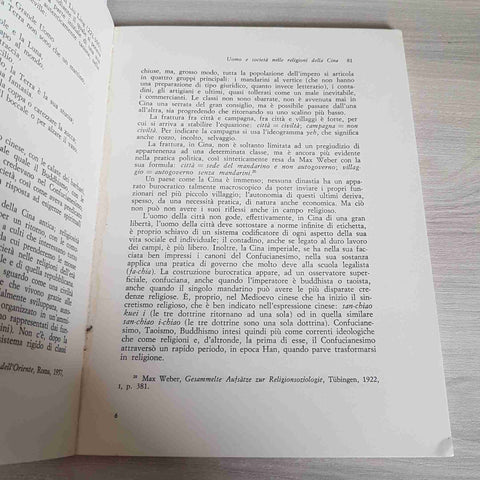 Uomo e società nelle religioni della Cina 81
chiuse, ma, grosso modo, tutta la popolazione dell'impero si articola
in quattro gruppi principali: i mandarini al vertice (che non hanno
una preparazione di tipo giuridico, quanto invece letterario), i conta-
dini, gli artigiani e ultimi, quasi tollerati come un male inevitabile,
i commercianti. Le classi non sono sbarrate, non è avvenuta mai in
Cina una serrata del gran consiglio, ma è possibile passare dall'una
all'altra, sia progredendo che ritornando su uno scalino più basso.
La frattura fra città e campagna, fra città e villaggi è forte, per
cui si arriva a stabilire l'equazione: città = civiltà; campagna = non
civiltà. Per indicare la campagna si usa l'ideogramma yeh, che significa
anche rozzo, incolto, selvaggio.
La frattura, in Cina, non è soltanto limitata ad un pregiudizio di
appartenenza ad una determinata classe, ma è ancora più evidente
nella pratica politica, così sinteticamente resa da Max Weber con la
sua formula: città = sede del mandarino e non autogoverno; villag-
gio = autogoverno senza mandarini.²⁰
Un paese come la Cina è immenso; nessuna dinastia ha un appa-
rato burocratico talmente macroscopico da poter inviare i propri fun-
zionari nel più piccolo villaggio; l'autonomia di questi ultimi deriva,
spesso, da una necessità pratica, di natura anche economica. Ma ciò
non può non avere i suoi riflessi anche in campo religioso.
L'uomo della città non gode, effettivamente, in Cina di una gran
libertà, l'uomo della città deve sottostare a norme infinite di etichetta,
è proprio schiavo di un sistema codificatore di ogni aspetto della sua
vita sociale ed individuale; il contadino, anche se legato al duro lavoro
dei campi, è più libero. Inoltre, la Cina imperiale, se ha nella sua fac-
ciata ben impressi i canoni del Confucianesimo, nella sua sostanza
applica una pratica di governo che molto deve alla scuola legalista
(fa-chia). La costruzione burocratica appare, ad un osservatore super-
ficiale, confuciana, anche quando l'imperatore è buddhista o taoista,
anche quando il singolo mandarino può avere le più disparate cre-
denze religiose. È, proprio, nel Medioevo cinese che ha inizio il sin-
cretismo religioso, che è ben indicato nell'espressione cinese: san-chiao
kuei i (le tre dottrine ritornano ad una sola) od in quella similare
san-chiao i-chiao (le tre dottrine sono una sola dottrina). Confuciane-
simo, Taoismo, Buddhismo intesi quindi più come correnti ideologiche
che come religioni e, d'altronde, la prima di esse, il Confucianesimo
attraverso un rapido periodo, in epoca Han, quando parve trasformarsi
in religione.
²⁰ Max Weber, Gesammelte Aufsätze zur Religionssoziologie, Tübingen, 1922,
1, p. 381.
6